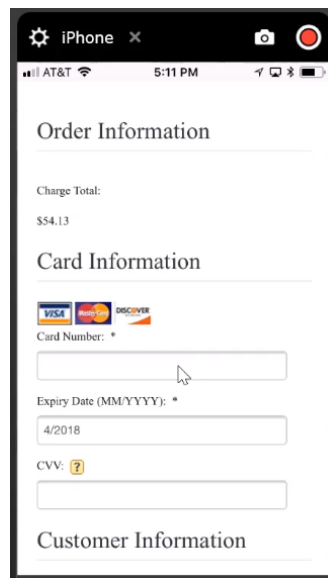 iPhone
AT&T 5:11 PM
Order Information
Charge Total:
$54.13
Card Information
VISA MasterCard DISCOVER
Card Number: *
Expiry Date (MM/YYYY): *
4/2018
CVV: ?
Customer Information